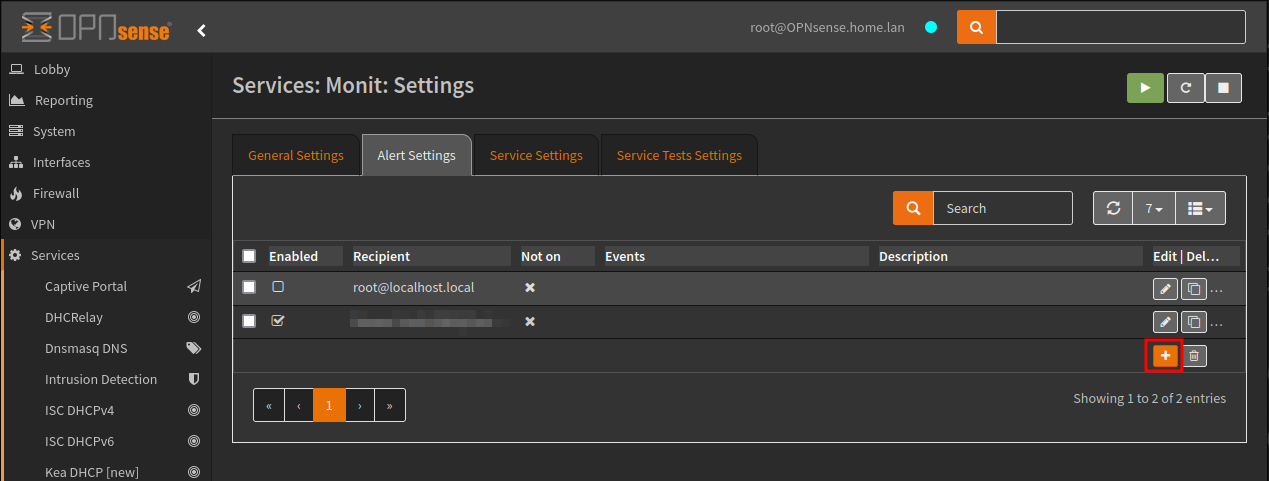 OPNsense
root@OPNsense.home.lan
Lobby
Reporting
System
Interfaces
Firewall
VPN
Services
Captive Portal
DHCRelay
Dnsmasq DNS
Intrusion Detection
ISC DHCPv4
ISC DHCPv6
Kea DHCP [new]
Services: Monit: Settings
General Settings Alert Settings Service Settings Service Tests Settings
Search 7
Enabled Recipient Not on Events Description Edit | Del...
root@localhost.local ...
...
« ‹ 1 › »
Showing 1 to 2 of 2 entries